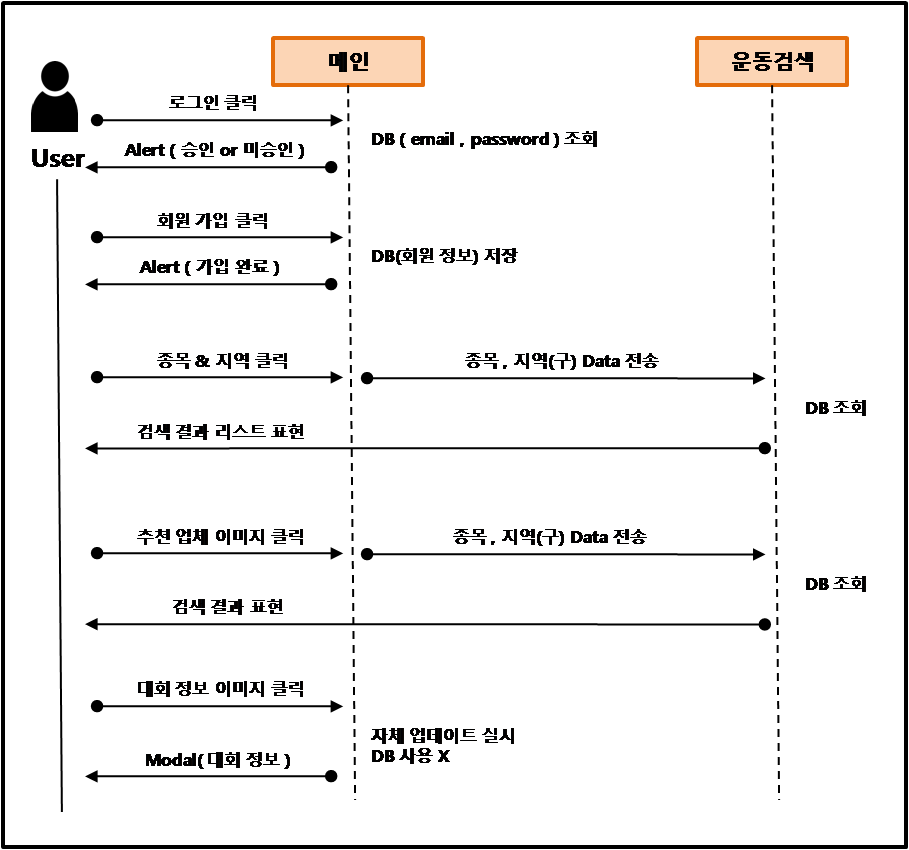 메인
운동검색
User
로그인 클릭
DB ( email , password ) 조회
Alert ( 승인 or 미승인 )
회원 가입 클릭
DB(회원 정보) 저장
Alert ( 가입 완료 )
종목 & 지역 클릭
종목 , 지역(구) Data 전송
DB 조회
검색 결과 리스트 표현
추천 업체 이미지 클릭
종목 , 지역(구) Data 전송
DB 조회
검색 결과 표현
대회 정보 이미지 클릭
자체 업테이트 실시
DB 사용 X
Modal( 대회 정보 )